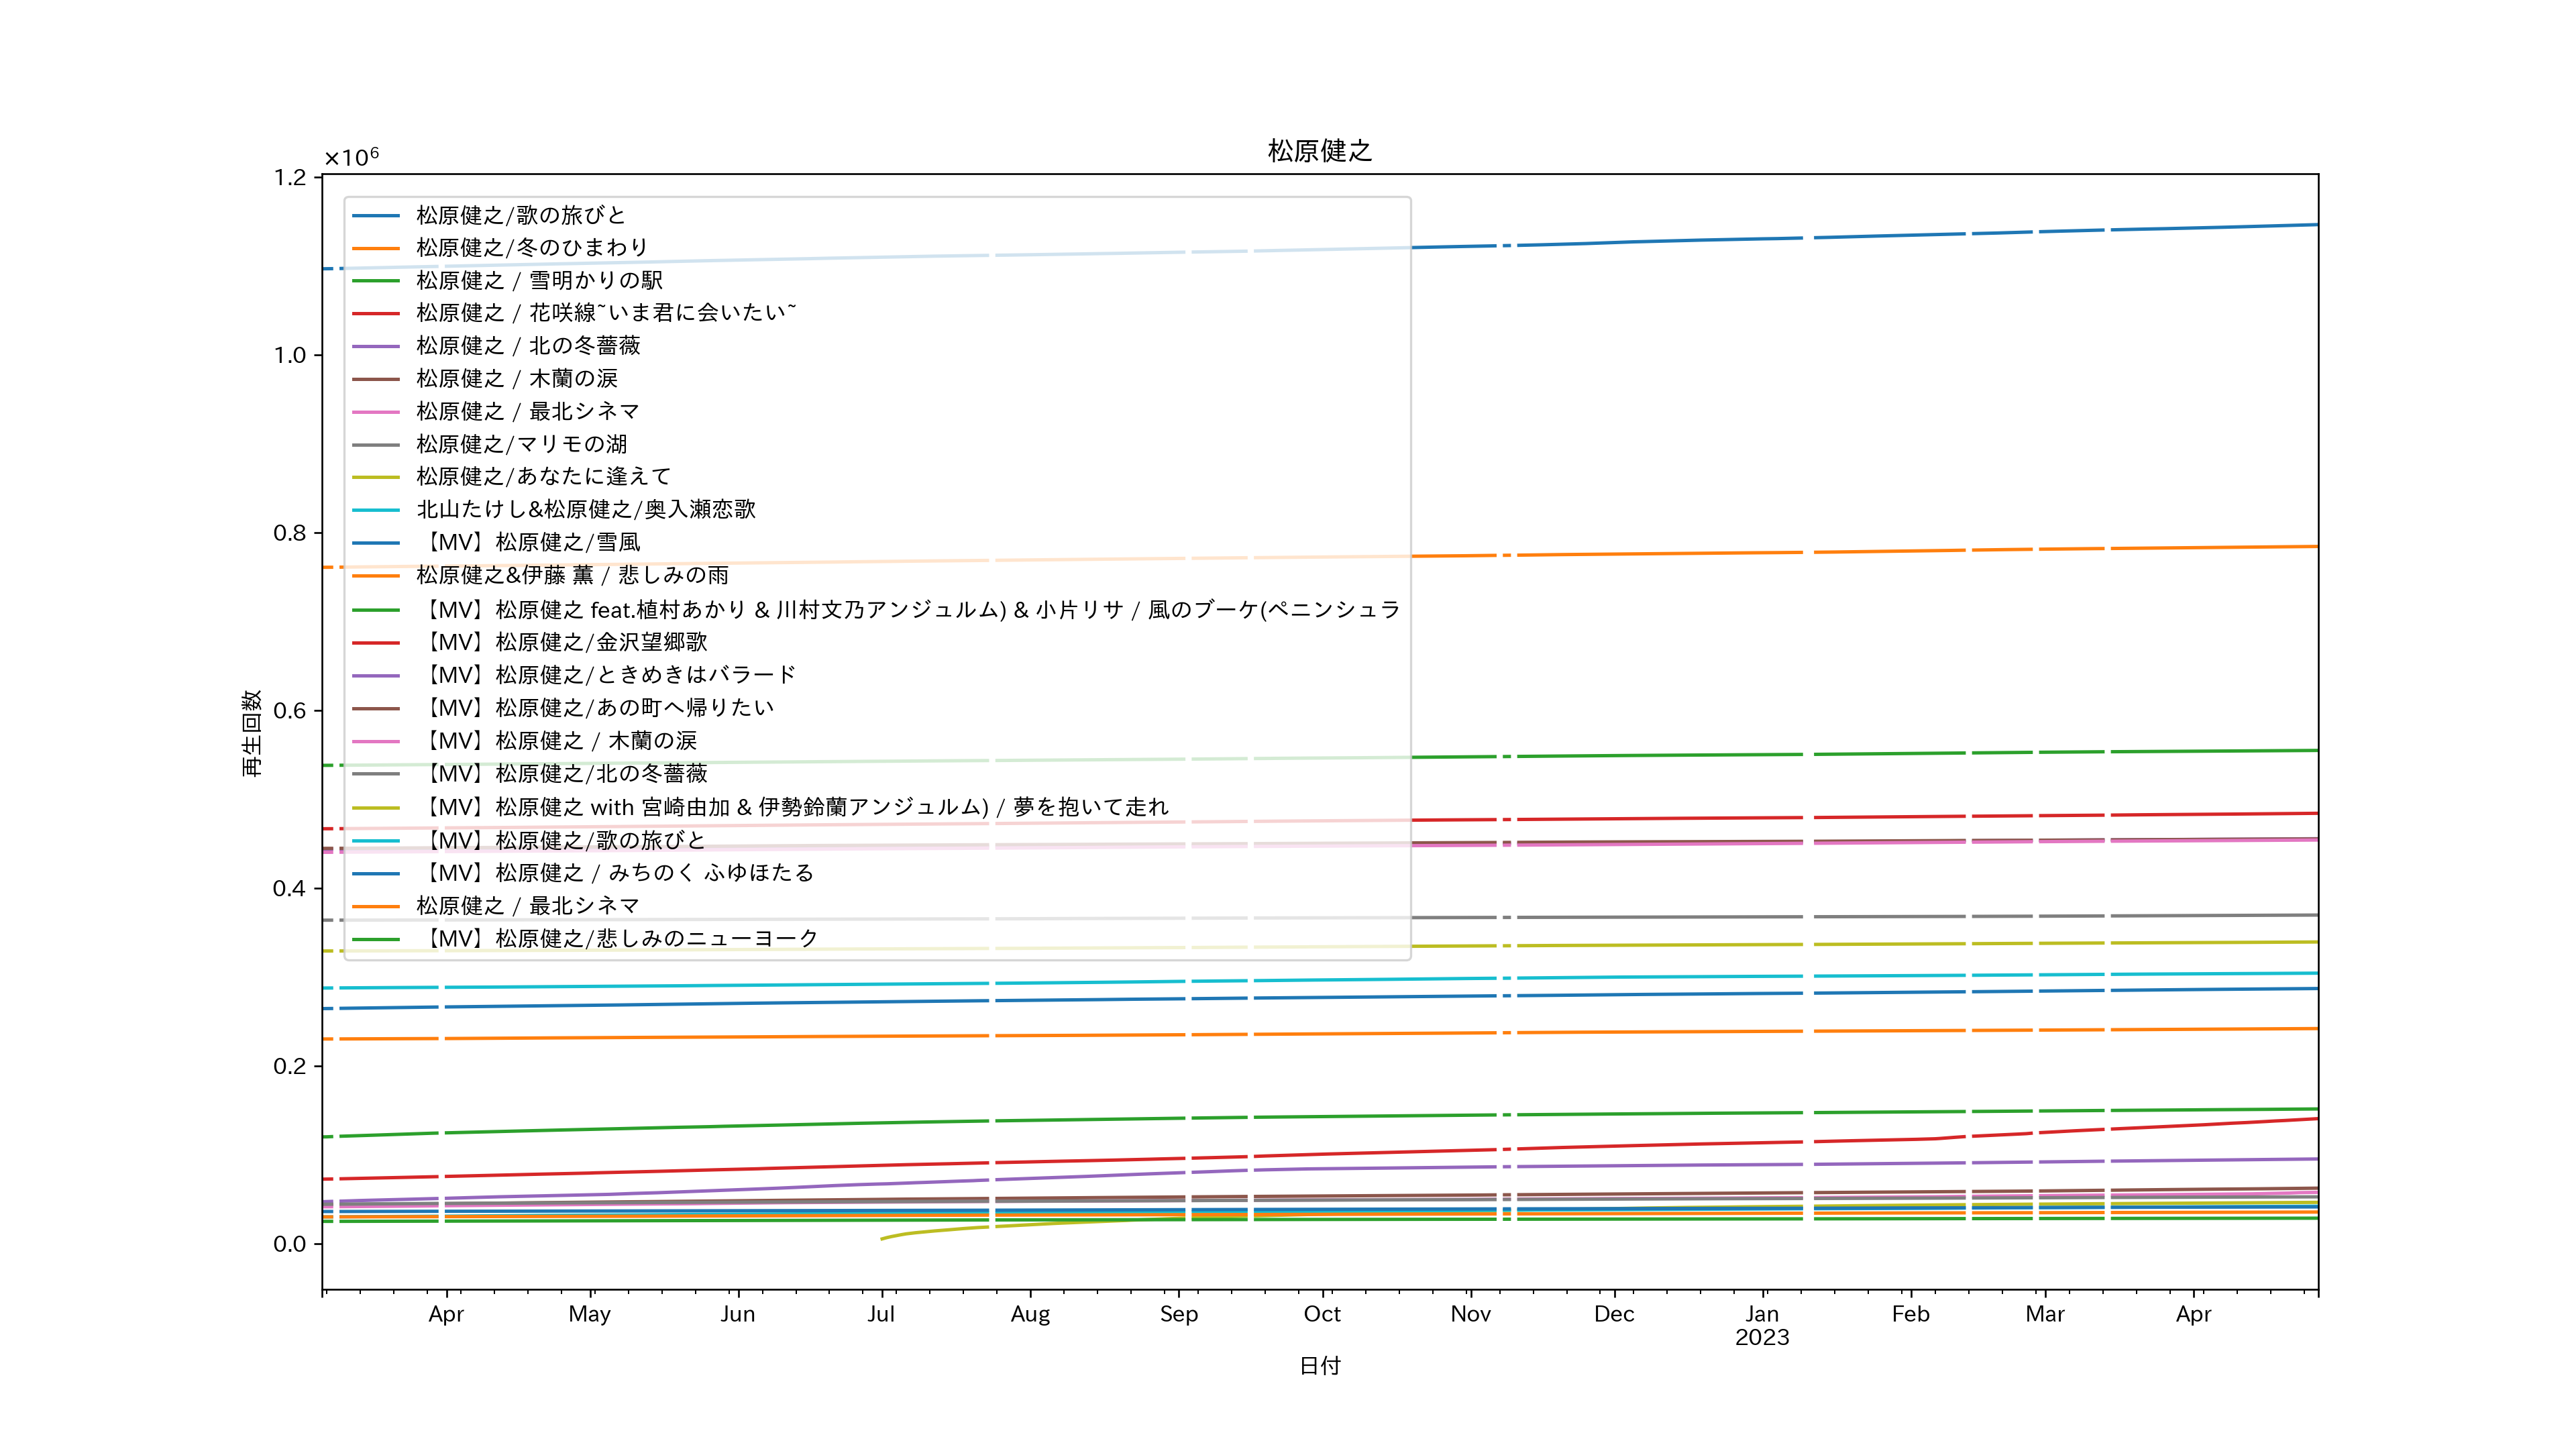 松原健之
×10⁶
1.2
1.0
0.8
0.6
0.4
0.2
0.0
再生回数
松原健之/歌の旅びと
松原健之/冬のひまわり
松原健之 / 雪明かりの駅
松原健之 / 花咲線~いま君に会いたい~
松原健之 / 北の冬薔薇
松原健之 / 木蘭の涙
松原健之 / 最北シネマ
松原健之/マリモの湖
松原健之/あなたに逢えて
北山たけし&松原健之/奥入瀬恋歌
【MV】松原健之/雪風
松原健之&伊藤 薫 / 悲しみの雨
【MV】松原健之 feat.植村あかり & 川村文乃アンジュルム) & 小片リサ / 風のブーケ(ペニンシュラ
【MV】松原健之/金沢望郷歌
【MV】松原健之/ときめきはバラード
【MV】松原健之/あの町へ帰りたい
【MV】松原健之 / 木蘭の涙
【MV】松原健之/北の冬薔薇
【MV】松原健之 with 宮崎由加 & 伊勢鈴蘭アンジュルム) / 夢を抱いて走れ
【MV】松原健之/歌の旅びと
【MV】松原健之 / みちのく ふゆほたる
松原健之 / 最北シネマ
【MV】松原健之/悲しみのニューヨーク
Apr May Jun Jul Aug Sep Oct Nov Dec Jan Feb Mar Apr
2023
日付